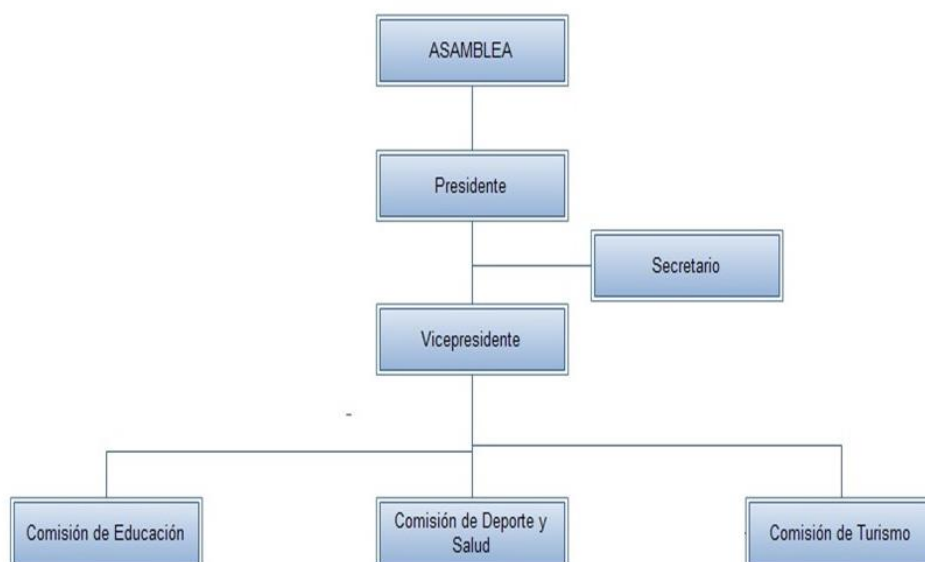 ASAMBLEA
Presidente
Secretario
Vicepresidente
Comisión de Educación
Comisión de Deporte y
Salud
Comisión de Turismo